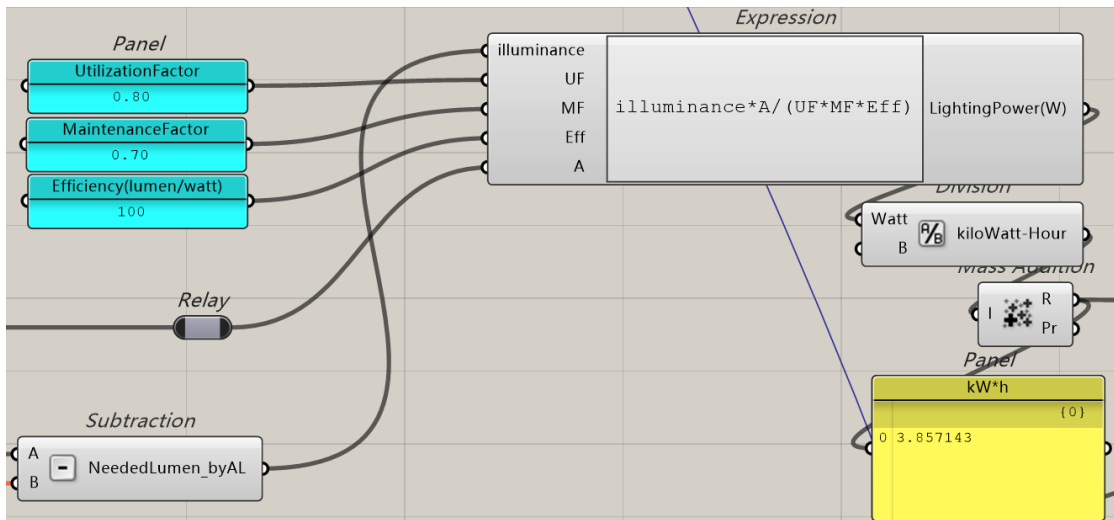 Expression
Panel
UtilizationFactor
0.80
MaintenanceFactor
0.70
Efficiency(lumen/watt)
100
illuminance
UF
MF
Eff
A
illuminance*A/(UF*MF*Eff)
LightingPower(W)
Division
Watt
B
A/B
kiloWatt-Hour
Mass Addition
I
R
Pr
Relay
Panel
kW*h
{0}
0 3.857143
Subtraction
A
B
NeededLumen_byAL